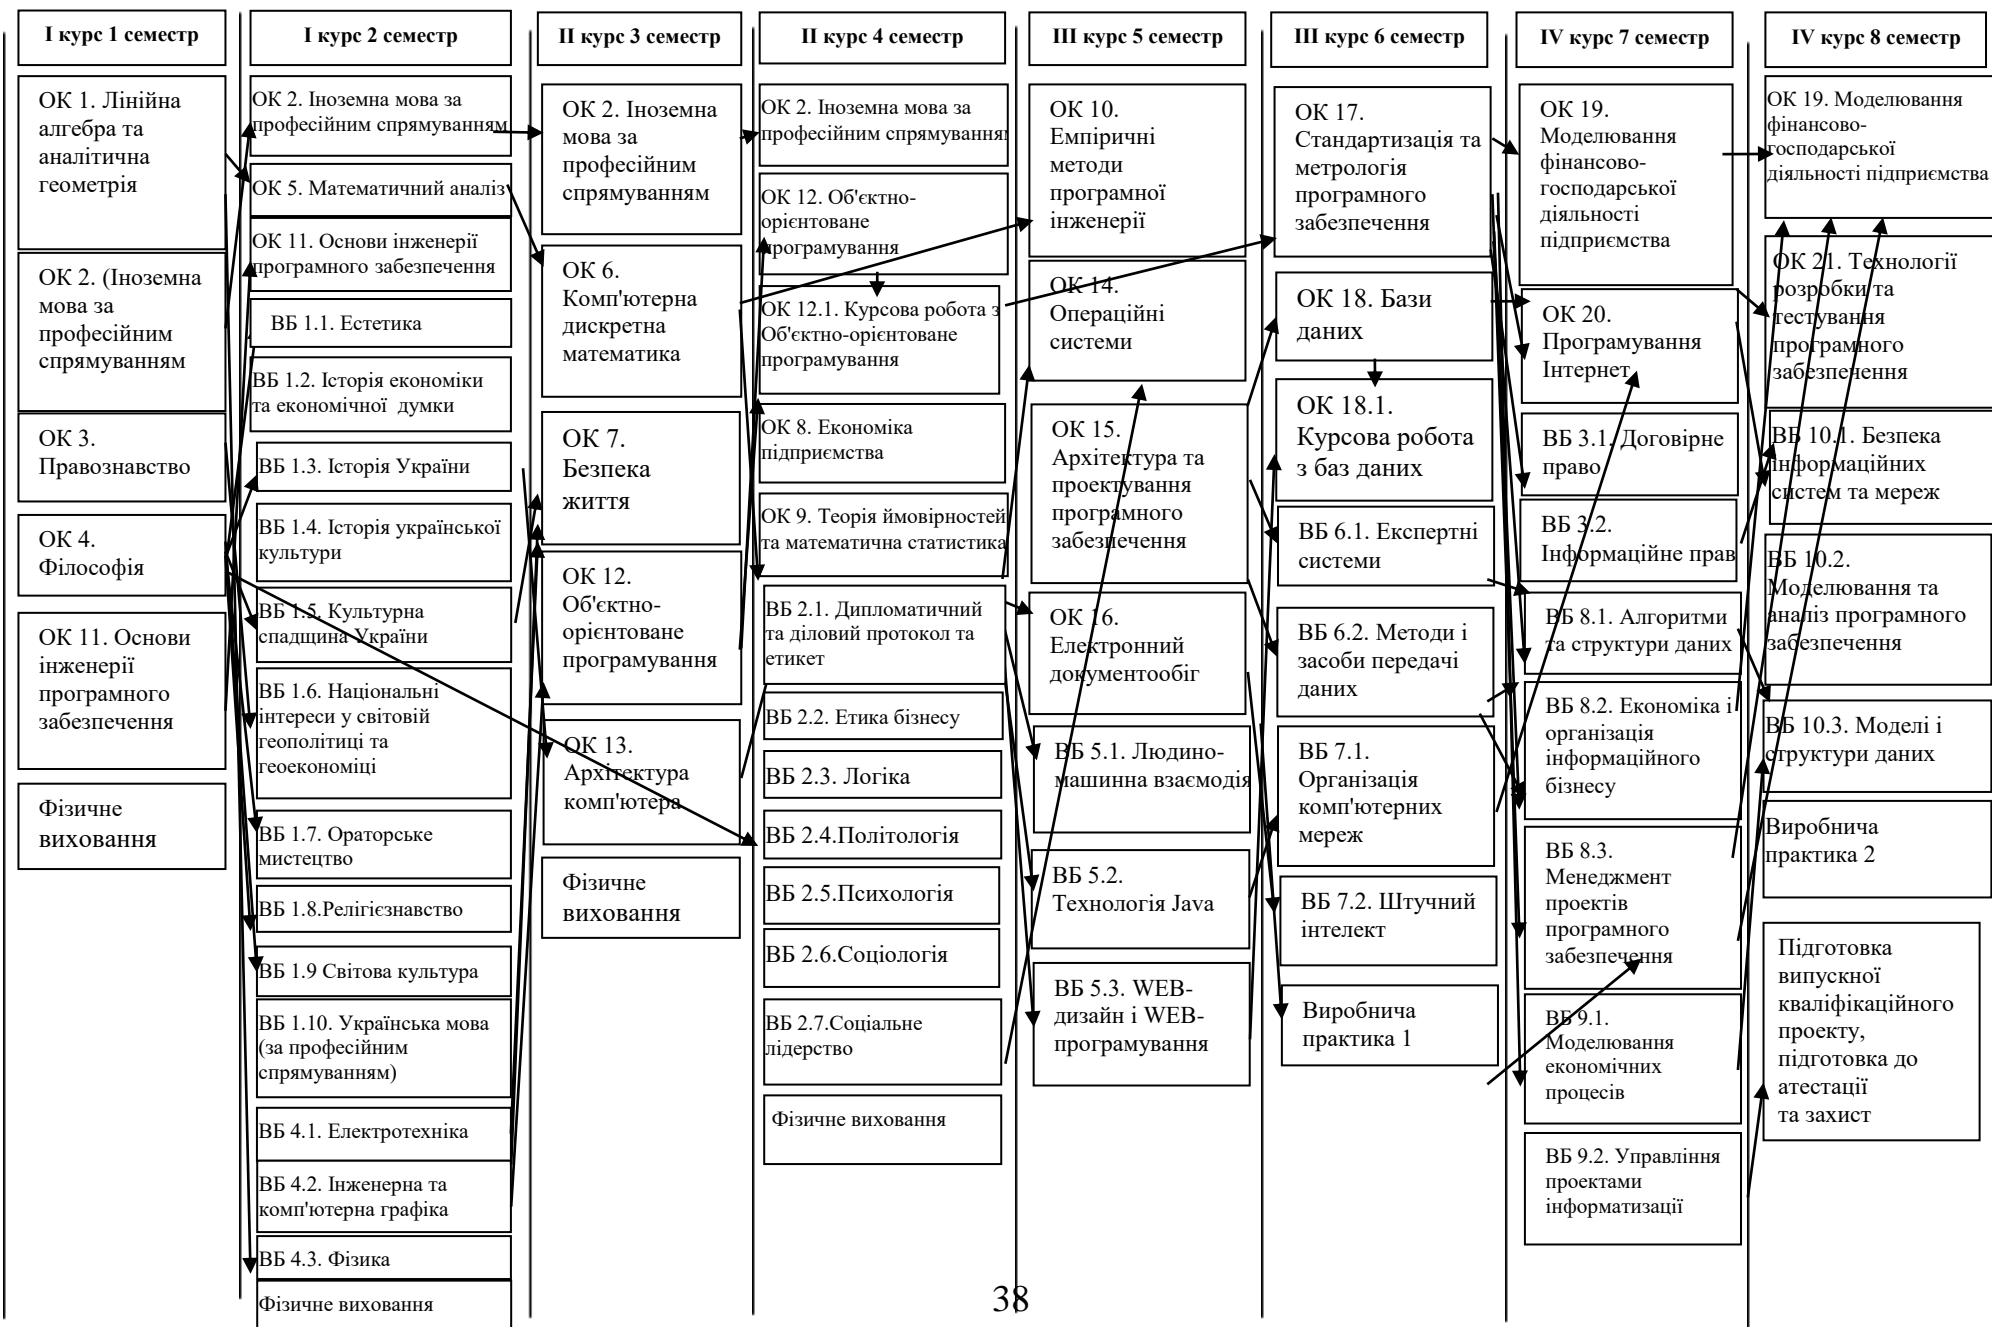 І курс 1 семестр
ОК 1. Лінійна
алгебра та
аналітична
геометрія
ОК 2. (Іноземна
мова за
професійним
спрямуванням
ОК 3.
Правознавство
ОК 4.
Філософія
ОК 11. Основи
інженерії
програмного
забезпечення
Фізичне
виховання
І курс 2 семестр
ОК 2. Іноземна мова за
професійним спрямуванням
ОК 5. Математичний аналіз
ОК 11. Основи інженерії
програмного забезпечення
ВБ 1.1. Естетика
ВБ 1.2. Історія економіки
та економічної думки
ВБ 1.3. Історія України
ВБ 1.4. Історія української
культури
ВБ 1.5. Культурна
спадщина України
ВБ 1.6. Національні
інтереси у світовій
геополітиці та
геоекономіці
ВБ 1.7. Ораторське
мистецтво
ВБ 1.8.Релігієзнавство
ВБ 1.9 Світова культура
ВБ 1.10. Українська мова
(за професійним
спрямуванням)
ВБ 4.1. Електротехніка
ВБ 4.2. Інженерна та
комп'ютерна графіка
ВБ 4.3. Фізика
Фізичне виховання
ІІ курс 3 семестр
ОК 2. Іноземна
мова за
професійним
спрямуванням
ОК 6.
Комп'ютерна
дискретна
математика
ОК 7.
Безпека
життя
ОК 12.
Об'єктно-
орієнтоване
програмування
ОК 13.
Архітектура
комп'ютера
Фізичне
виховання
ІІ курс 4 семестр
ОК 2. Іноземна мова за
професійним спрямуванням
ОК 12. Об'єктно-
орієнтоване
програмування
ОК 12.1. Курсова робота з
Об'єктно-орієнтоване
програмування
ОК 8. Економіка
підприємства
ОК 9. Теорія ймовірностей
та математична статистика
ВБ 2.1. Дипломатичний
та діловий протокол та
етикет
ВБ 2.2. Етика бізнесу
ВБ 2.3. Логіка
ВБ 2.4.Політологія
ВБ 2.5.Психологія
ВБ 2.6.Соціологія
ВБ 2.7.Соціальне
лідерство
Фізичне виховання
ІІІ курс 5 семестр
ОК 10.
Емпіричні
методи
програмної
інженерії
ОК 14.
Операційні
системи
ОК 15.
Архітектура та
проектування
програмного
забезпечення
ОК 16.
Електронний
документообіг
ВБ 5.1. Людино-
машинна взаємодія
ВБ 5.2.
Технологія Java
ВБ 5.3. WEB-
дизайн і WEB-
програмування
ІІІ курс 6 семестр
ОК 17.
Стандартизація та
метрологія
програмного
забезпечення
ОК 18. Бази
даних
ОК 18.1.
Курсова робота
з баз даних
ВБ 6.1. Експертні
системи
ВБ 6.2. Методи і
засоби передачі
даних
ВБ 7.1.
Організація
комп'ютерних
мереж
ВБ 7.2. Штучний
інтелект
Виробнича
практика 1
IV курс 7 семестр
ОК 19.
Моделювання
фінансово-
господарської
діяльності
підприємства
ОК 20.
Програмування
Інтернет
ВБ 3.1. Договірне
право
ВБ 3.2.
Інформаційне прав
ВБ 8.1. Алгоритми
та структури даних
ВБ 8.2. Економіка і
організація
інформаційного
бізнесу
ВБ 8.3.
Менеджмент
проектів
програмного
забезпечення
ВБ 9.1.
Моделювання
економічних
процесів
ВБ 9.2. Управління
проектами
інформатизації
IV курс 8 семестр
ОК 19. Моделювання
фінансово-
господарської
діяльності підприємства
ОК 21. Технології
розробки та
тестування
програмного
забезпечення
ВБ 10.1. Безпека
інформаційних
систем та мереж
ВБ 10.2.
Моделювання та
аналіз програмного
забезпечення
ВБ 10.3. Моделі і
структури даних
Виробнича
практика 2
Підготовка
випускної
кваліфікаційного
проекту,
підготовка до
атестації
та захист
38